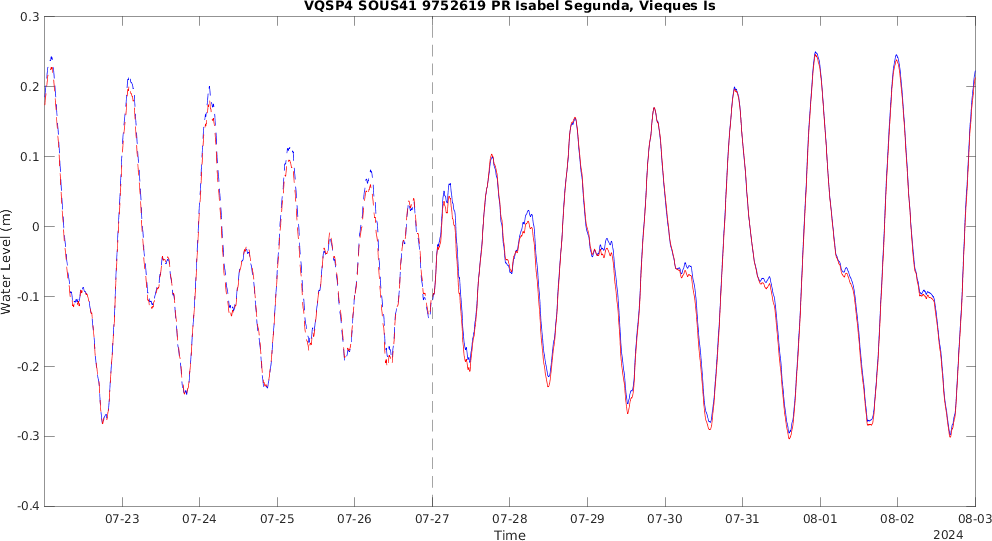 VQSP4 SOUS41 9752619 PR Isabel Segunda, Vieques Is
0.3
0.2
0.1
0
-0.1
-0.2
-0.3
-0.4
Water Level (m)
07-23 07-24 07-25 07-26 07-27 07-28 07-29 07-30 07-31 08-01 08-02 08-03
Time
2024